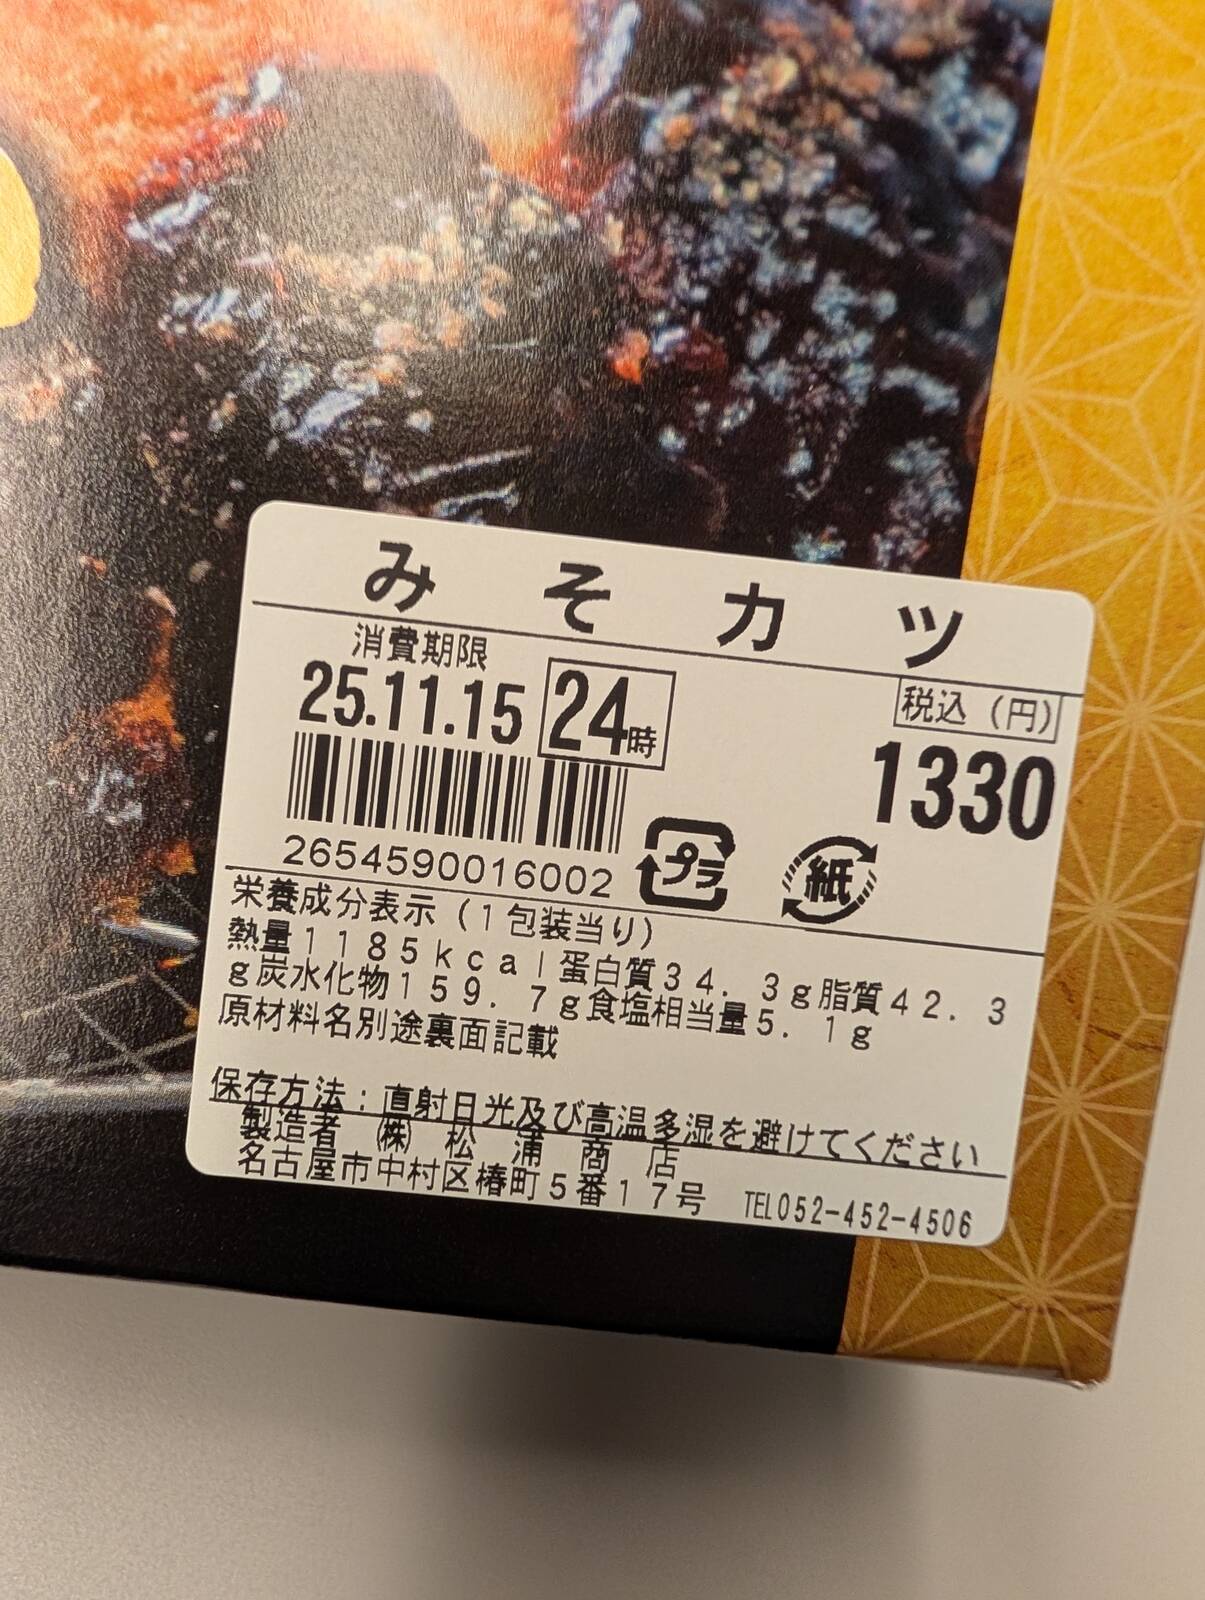 みそカツ
消費期限
25.11.15 24時
税込（円）
1330
2654590016002
プラ
紙
栄養成分表示（1包装当り）
熱量1185kcal蛋白質34.3g脂質42.3
g炭水化物159.7g食塩相当量5.1g
原材料名別途裏面記載
保存方法：直射日光及び高温多湿を避けてください
製造者 ㈱ 松浦商店
名古屋市中村区椿町5番17号 TEL052-452-4506